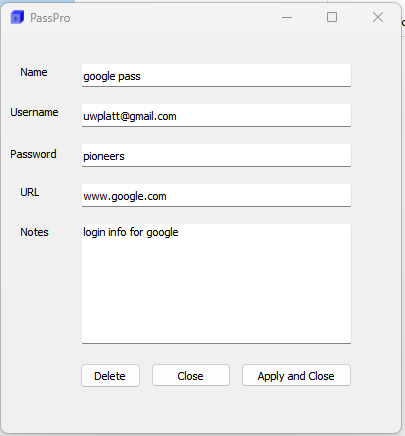 PassPro
Name google pass
Username uwplatt@gmail.com
Password pioneers
URL www.google.com
Notes login info for google
Delete Close Apply and Close